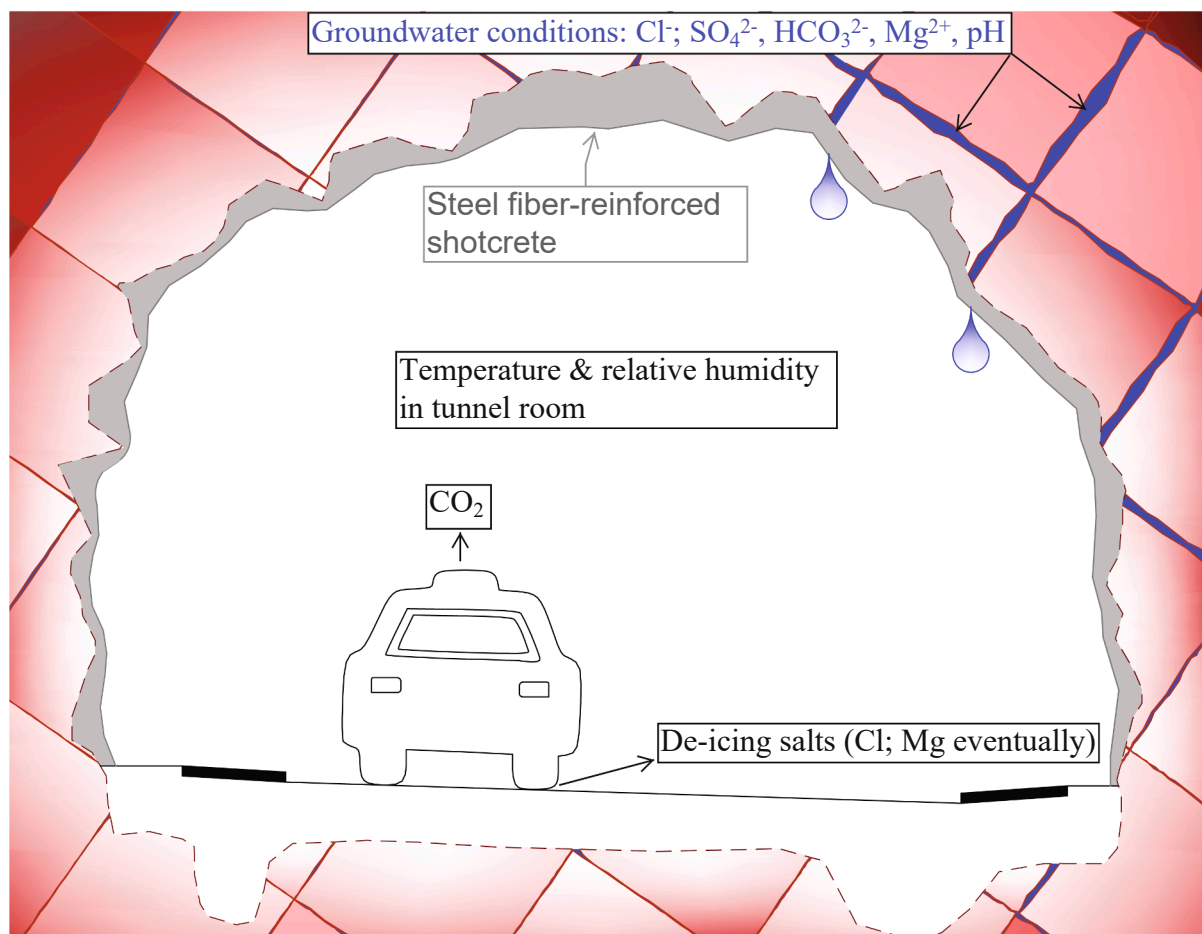 Groundwater conditions: Cl⁻; SO₄²⁻, HCO₃²⁻, Mg²⁺, pH
Steel fiber-reinforced
shotcrete
Temperature & relative humidity
in tunnel room
CO₂
De-icing salts (Cl; Mg eventually)